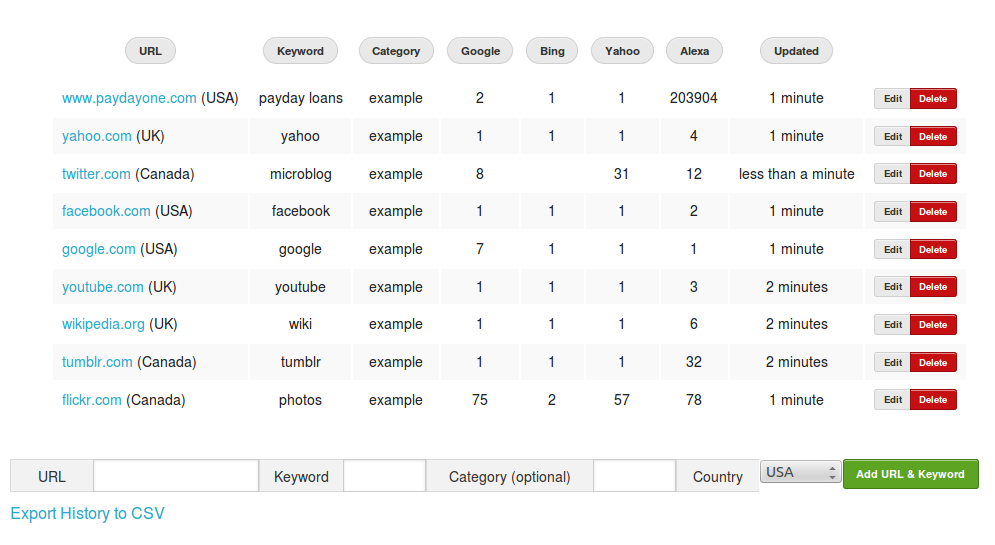 URL Keyword Category Google Bing Yahoo Alexa Updated
www.paydayone.com (USA) payday loans example 2 1 1 203904 1 minute Edit Delete
yahoo.com (UK) yahoo example 1 1 1 4 1 minute Edit Delete
twitter.com (Canada) microblog example 8 31 12 less than a minute Edit Delete
facebook.com (USA) facebook example 1 1 1 2 1 minute Edit Delete
google.com (USA) google example 7 1 1 1 1 minute Edit Delete
youtube.com (UK) youtube example 1 1 1 3 2 minutes Edit Delete
wikipedia.org (UK) wiki example 1 1 1 6 2 minutes Edit Delete
tumblr.com (Canada) tumblr example 1 1 1 32 2 minutes Edit Delete
flickr.com (Canada) photos example 75 2 57 78 1 minute Edit Delete
URL Keyword Category (optional) Country USA Add URL & Keyword
Export History to CSV